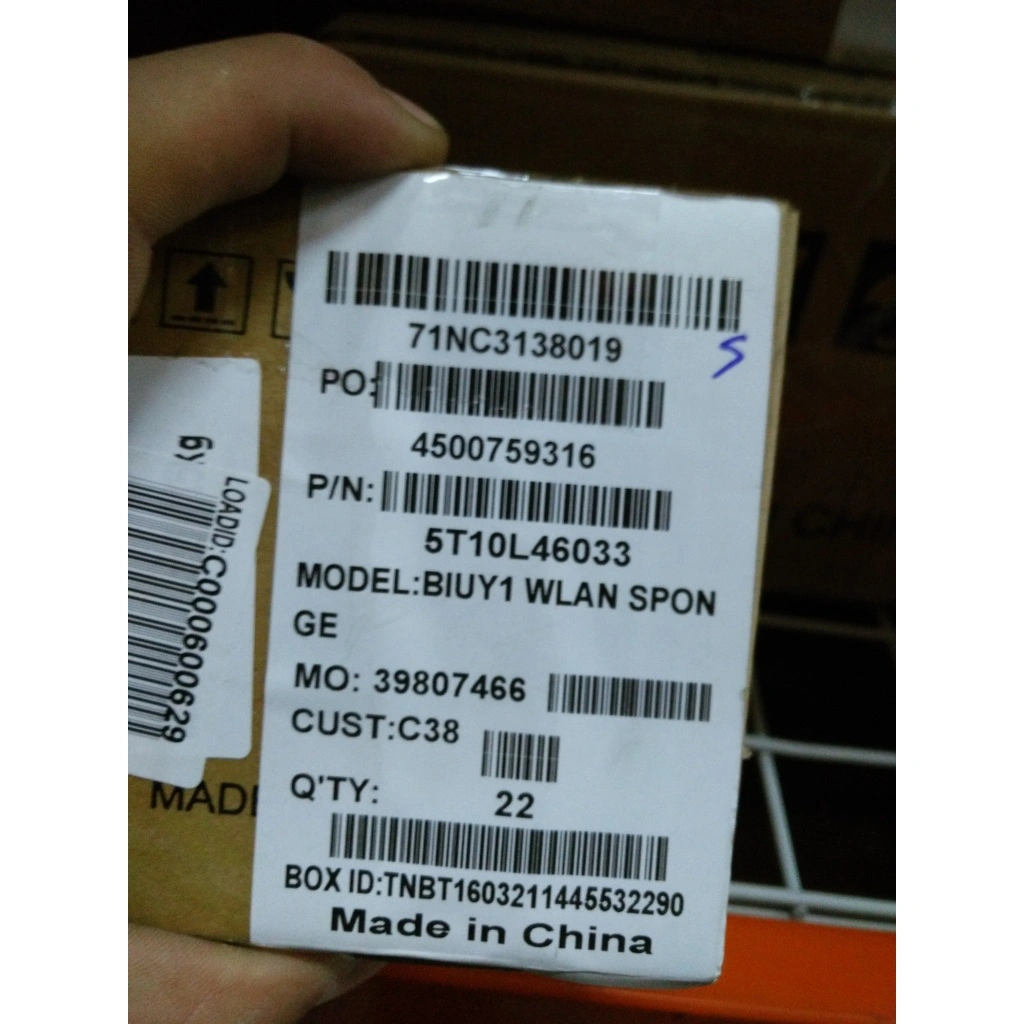 71NC3138019
S
PO:
4500759316
P/N:
5T10L46033
MODEL:BIUY1 WLAN SPON
GE
MO: 39807466
CUST:C38
Q'TY:
22
BOX ID:TNBT1603211445532290
Made in China
LOADID:C000600629
MADE
CHI